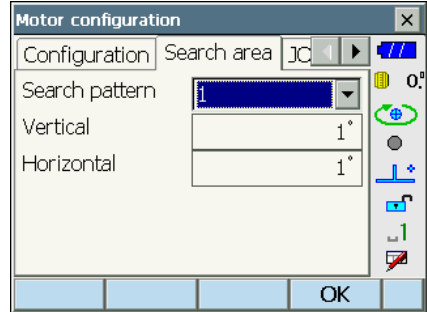 Motor configuration
Configuration Search area
Search pattern 1
Vertical 1°
Horizontal 1°
0."
1
OK